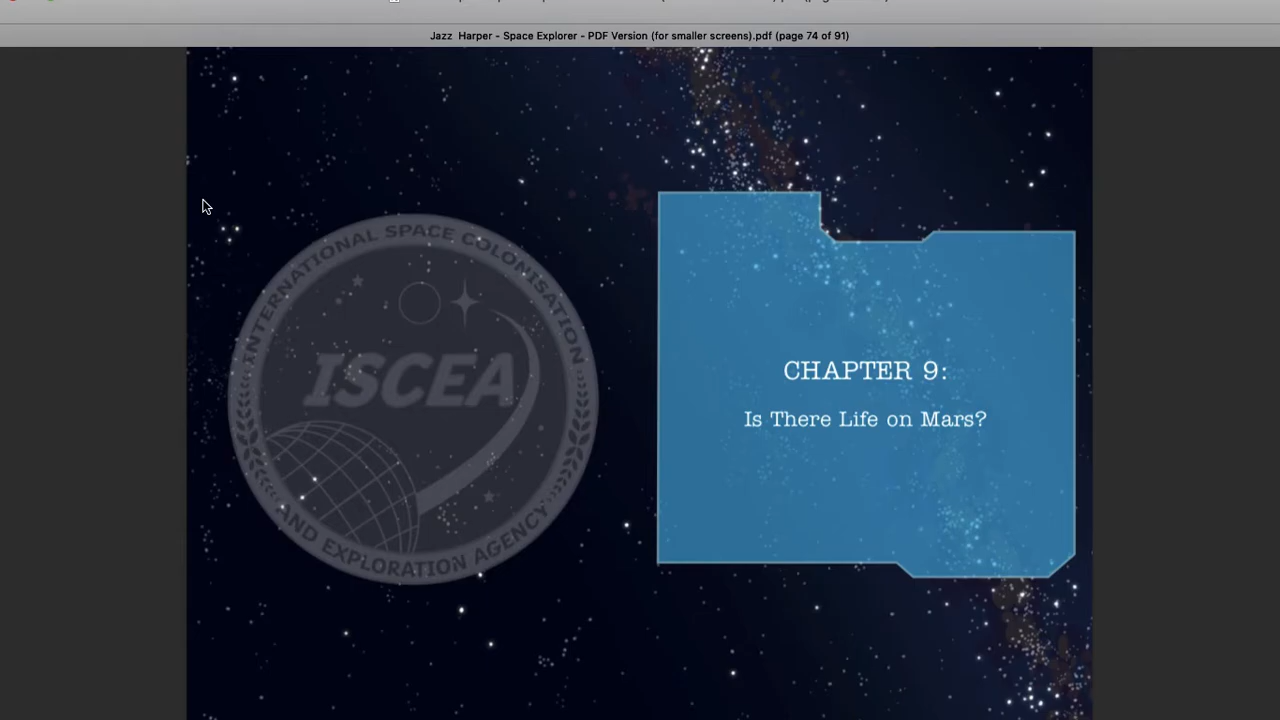 Jazz  Harper - Space Explorer - PDF Version (for smaller screens).pdf (page 74 of 91)
INTERNATIONAL SPACE COLONISATION
ISCEA
AND EXPLORATION AGENCY
CHAPTER 9:
Is There Life on Mars?